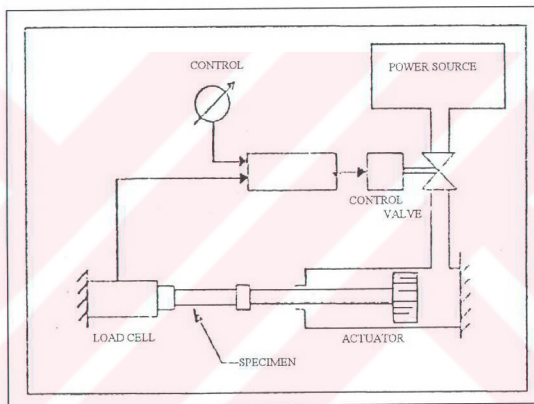 CONTROL
POWER SOURCE
CONTROL
VALVE
LOAD CELL
ACTUATOR
SPECIMEN